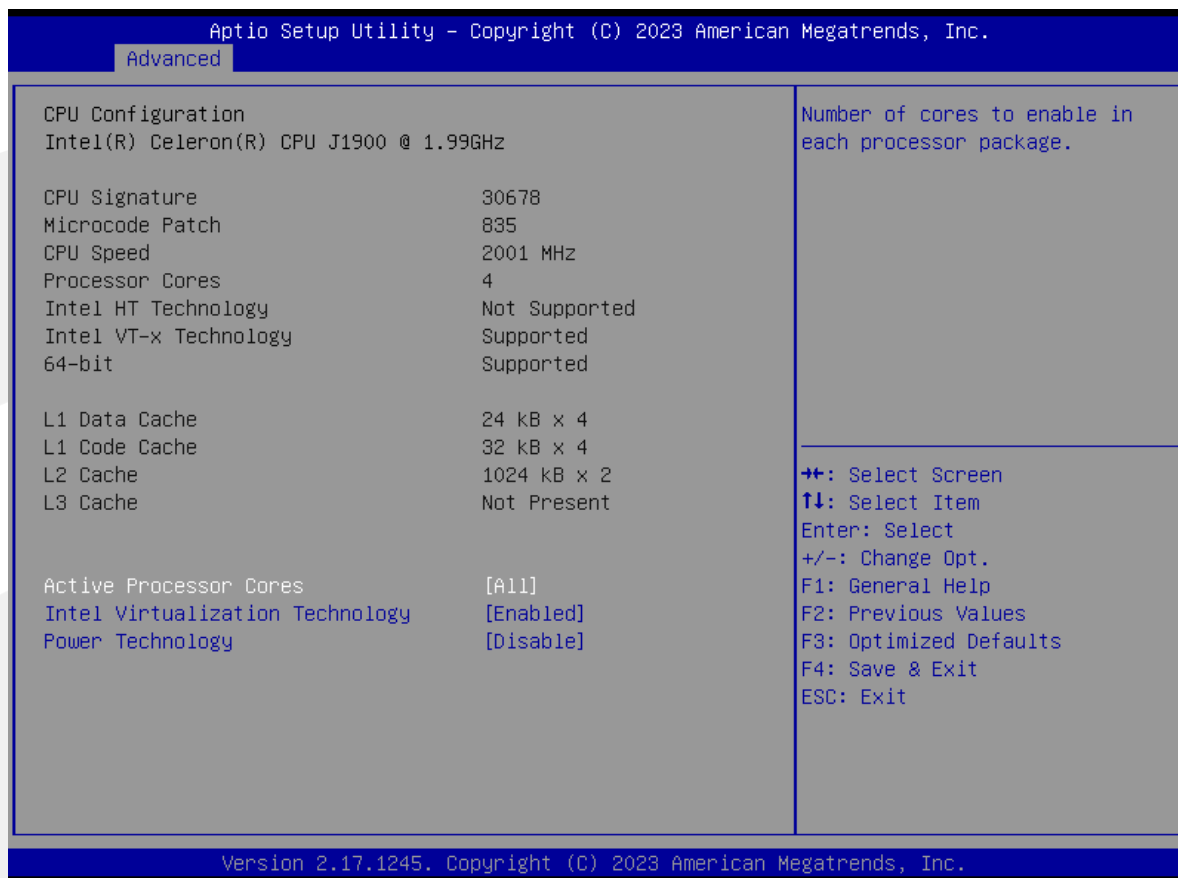 Aptio Setup Utility – Copyright (C) 2023 American Megatrends, Inc.
Advanced
CPU Configuration
Intel(R) Celeron(R) CPU J1900 @ 1.99GHz
CPU Signature 30678
Microcode Patch 835
CPU Speed 2001 MHz
Processor Cores 4
Intel HT Technology Not Supported
Intel VT-x Technology Supported
64-bit Supported
L1 Data Cache 24 kB x 4
L1 Code Cache 32 kB x 4
L2 Cache 1024 kB x 2
L3 Cache Not Present
Active Processor Cores [All]
Intel Virtualization Technology [Enabled]
Power Technology [Disable]
Number of cores to enable in
each processor package.
→←: Select Screen
↑↓: Select Item
Enter: Select
+/-: Change Opt.
F1: General Help
F2: Previous Values
F3: Optimized Defaults
F4: Save & Exit
ESC: Exit
Version 2.17.1245. Copyright (C) 2023 American Megatrends, Inc.